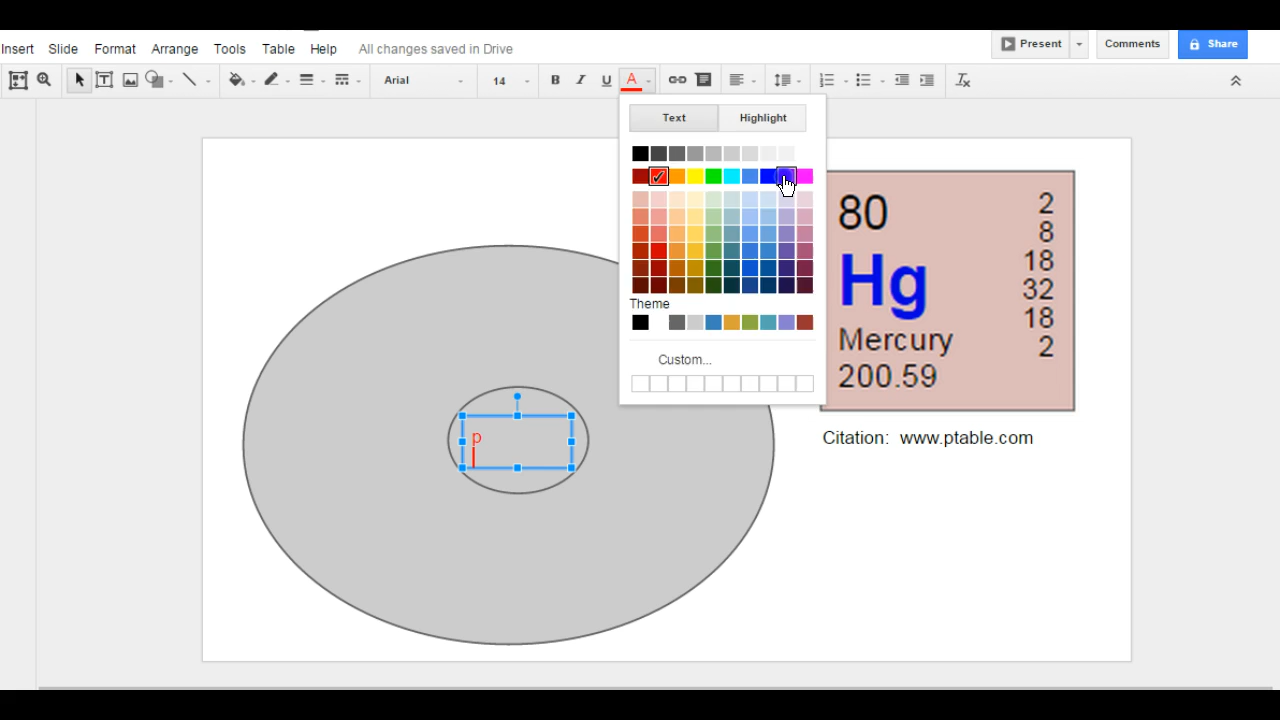 Insert Slide Format Arrange Tools Table Help All changes saved in Drive
Present Comments Share
Arial 14 B I U A
Text Highlight
Theme
Custom...
80
Hg
Mercury
200.59
2
8
18
32
18
2
Citation: www.ptable.com
p